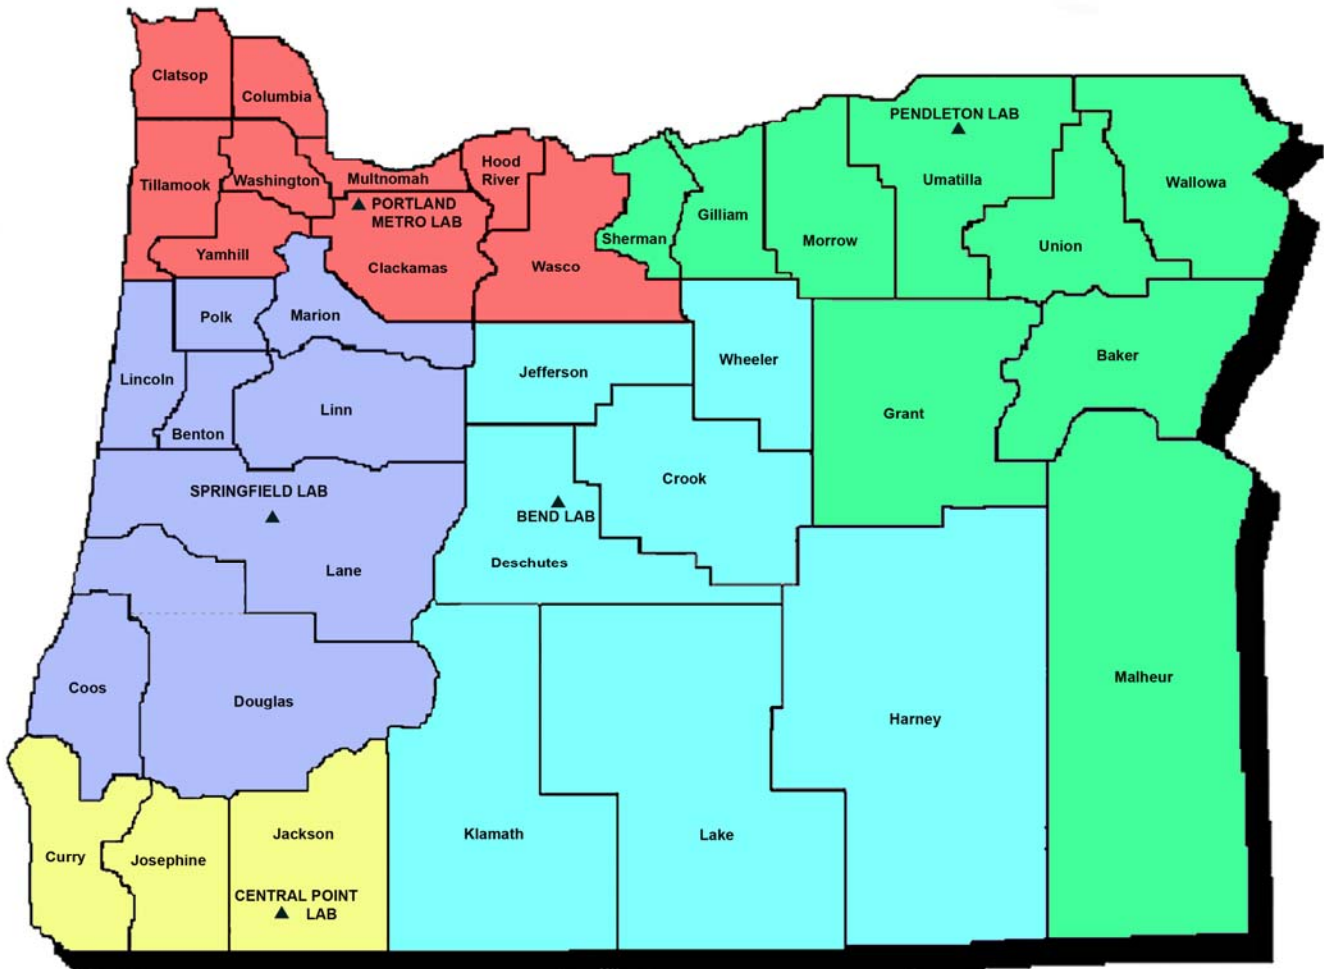 Clatsop
Columbia
Tillamook
Washington
Multnomah
Hood
River
PORTLAND
METRO LAB
Yamhill
Clackamas
Wasco
Sherman
Gilliam
Morrow
PENDLETON LAB
Umatilla
Union
Wallowa
Polk
Marion
Lincoln
Benton
Linn
Jefferson
Wheeler
Grant
Baker
SPRINGFIELD LAB
Lane
Crook
BEND LAB
Deschutes
Coos
Douglas
Klamath
Lake
Harney
Malheur
Curry
Josephine
Jackson
CENTRAL POINT
LAB